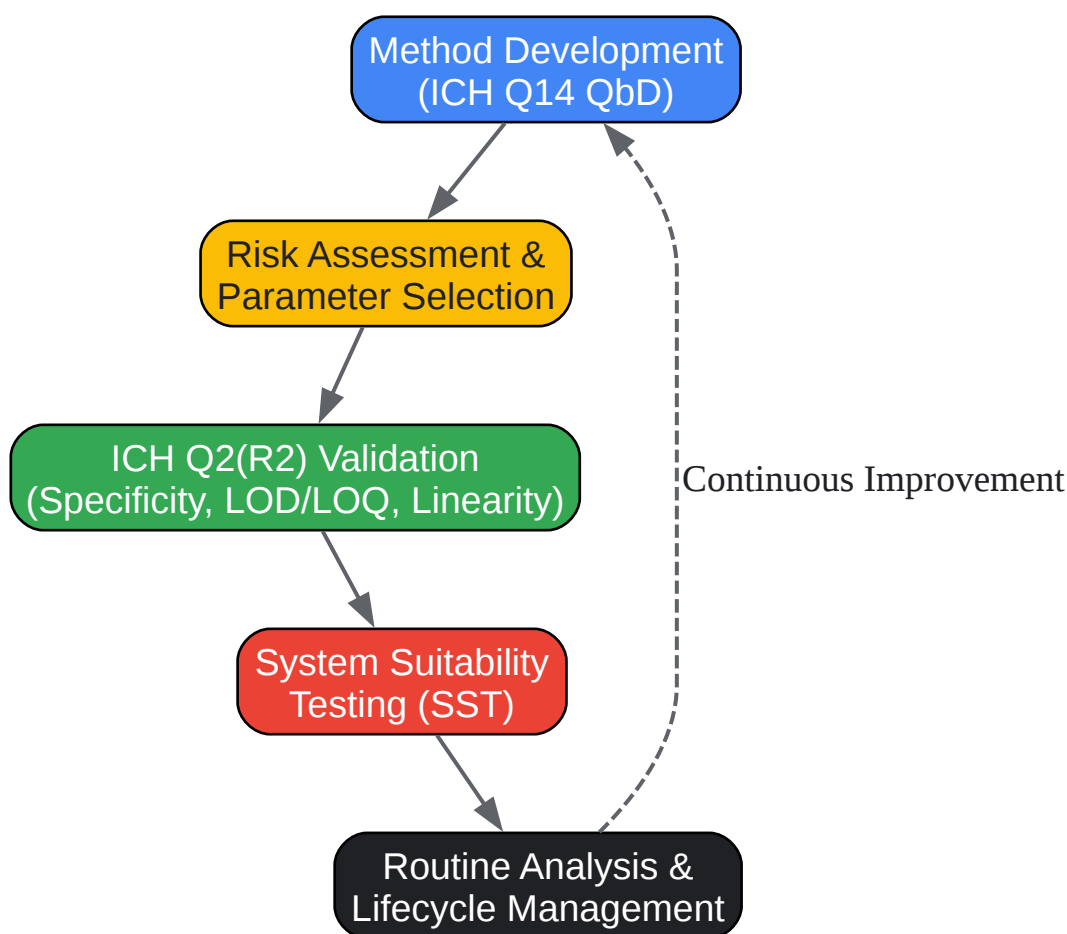 Method Development
(ICH Q14 QbD)
Risk Assessment &
Parameter Selection
ICH Q2(R2) Validation
(Specificity, LOD/LOQ, Linearity)
Continuous Improvement
System Suitability
Testing (SST)
Routine Analysis &
Lifecycle Management